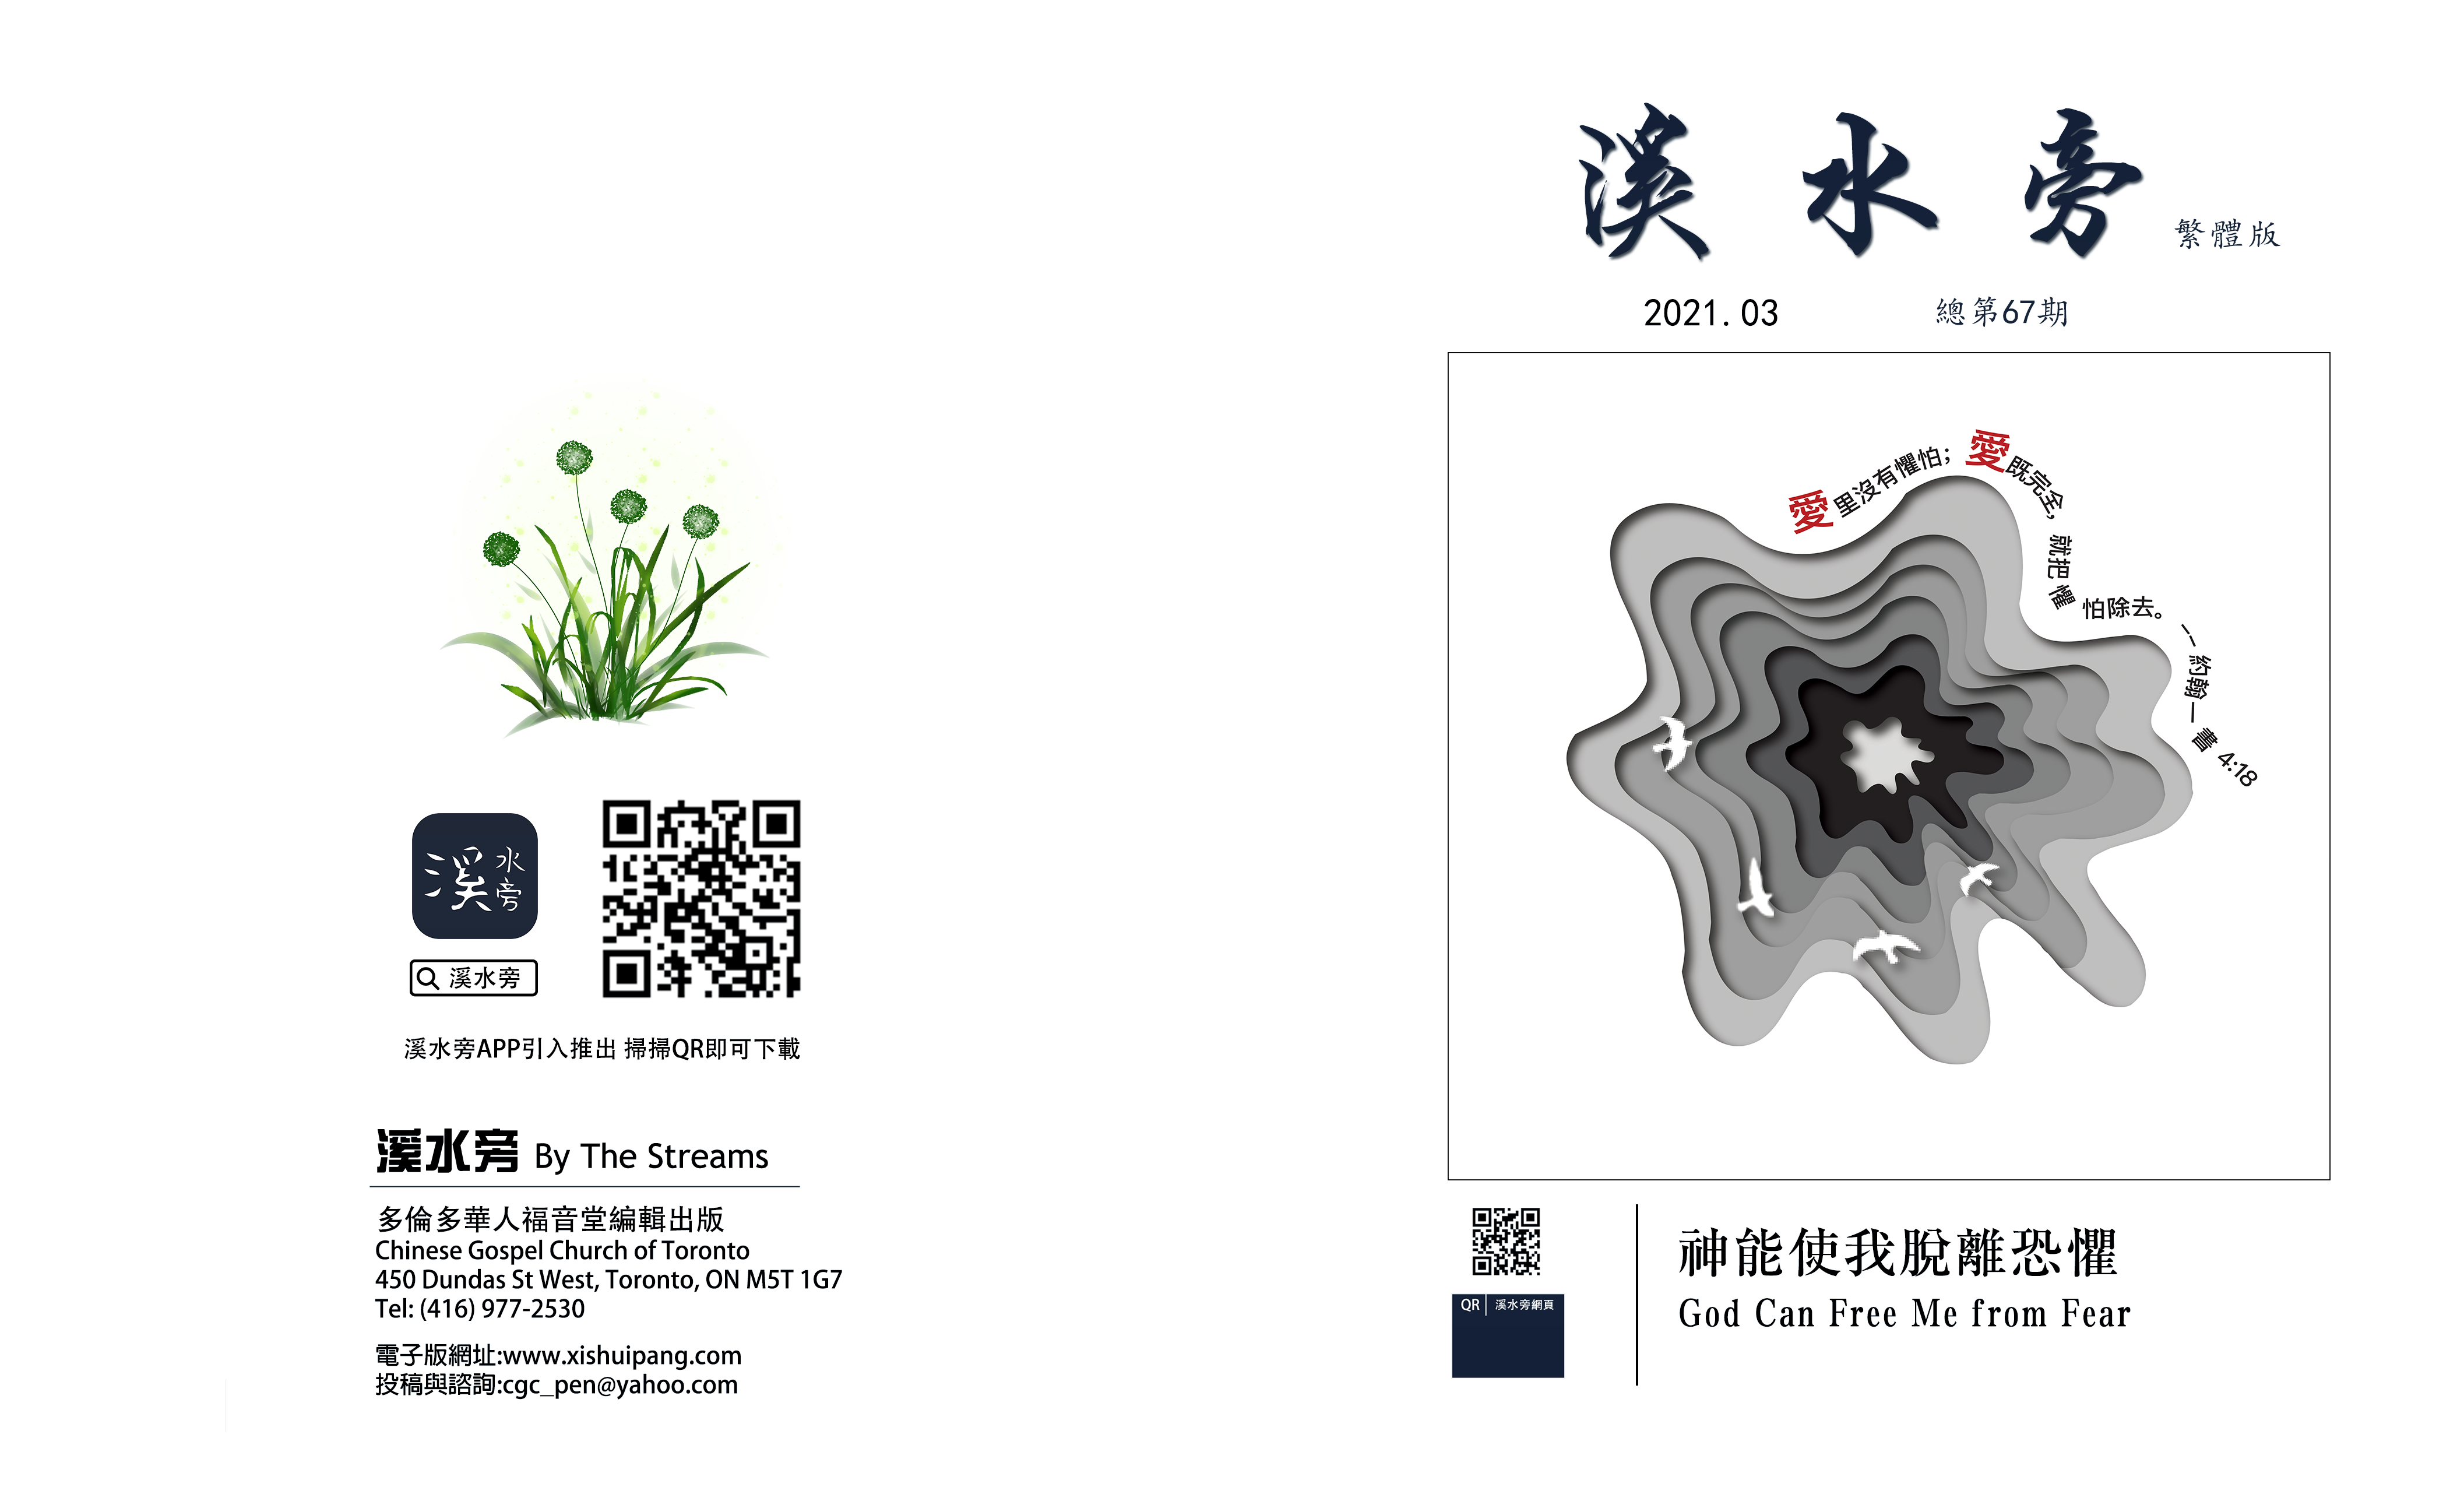 溪水旁
繁體版
2021.03
總第67期
愛里沒有懼怕；愛既完全，就把懼怕除去。——約翰一書 4:18
QR 溪水旁網頁
神能使我脫離恐懼
God Can Free Me from Fear
溪水旁
溪水旁
溪水旁APP引入推出 掃掃QR即可下載
溪水旁 By The Streams
多倫多華人福音堂編輯出版
Chinese Gospel Church of Toronto
450 Dundas St West, Toronto, ON M5T 1G7
Tel: (416) 977-2530
電子版網址:www.xishuipang.com
投稿與諮詢:cgc_pen@yahoo.com